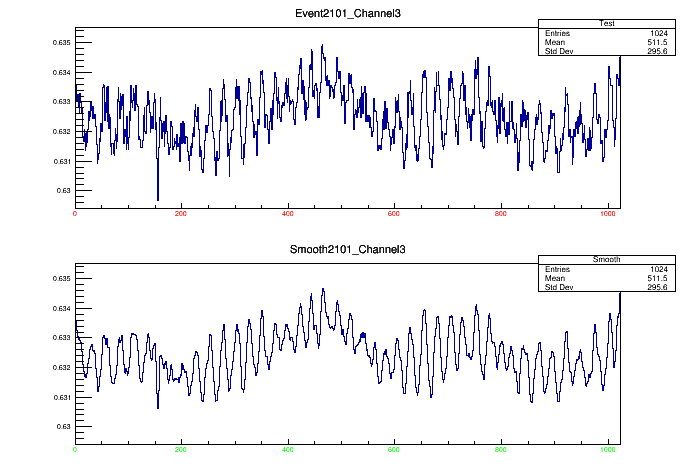 Event2101_Channel3
Test
Entries 1024
Mean 511.5
Std Dev 295.6
0.635
0.634
0.633
0.632
0.631
0.63
0 200 400 600 800 1000
Smooth2101_Channel3
Smooth
Entries 1024
Mean 511.5
Std Dev 295.6
0.635
0.634
0.633
0.632
0.631
0.63
0 200 400 600 800 1000